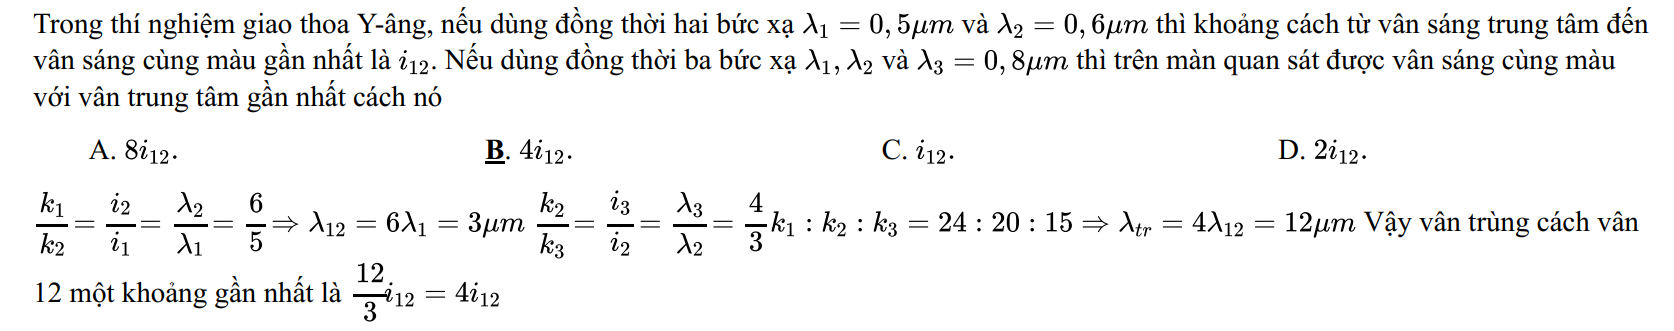 Trong thí nghiệm giao thoa Y-âng, nếu dùng đồng thời hai bức xạ λ₁ = 0, 5μm và λ₂ = 0, 6μm thì khoảng cách từ vân sáng trung tâm đến
vân sáng cùng màu gần nhất là i₁₂. Nếu dùng đồng thời ba bức xạ λ₁, λ₂ và λ₃ = 0, 8μm thì trên màn quan sát được vân sáng cùng màu
với vân trung tâm gần nhất cách nó
A. 8i₁₂. B. 4i₁₂. C. i₁₂. D. 2i₁₂.
k₁/k₂ = i₂/i₁ = λ₂/λ₁ = 6/5 ⇒ λ₁₂ = 6λ₁ = 3μm k₂/k₃ = i₃/i₂ = λ₃/λ₂ = 4/3 k₁ : k₂ : k₃ = 24 : 20 : 15 ⇒ λₜᵣ = 4λ₁₂ = 12μm Vậy vân trùng cách vân
12 một khoảng gần nhất là 12/3 i₁₂ = 4i₁₂